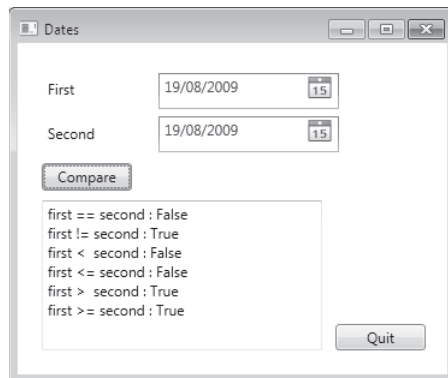 Dates
First 19/08/2009 15
Second 19/08/2009 15
Compare
first == second : False
first != second : True
first <  second : False
first <= second : False
first >  second : True
first >= second : True
Quit